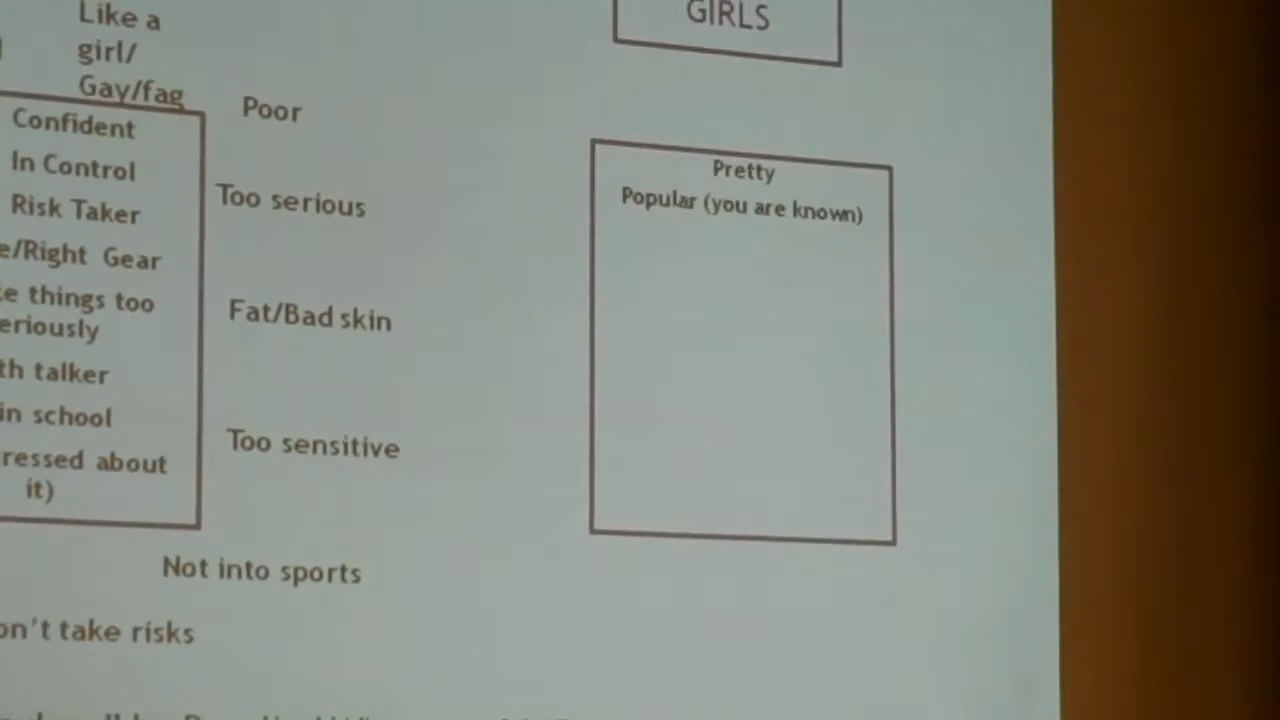 Like a
girl/
Gay/fag
Poor
Confident
In Control
Risk Taker
e/Right Gear
things too
eriously
th talker
in school
ressed about
it)
Too serious
Fat/Bad skin
Too sensitive
Not into sports
on't take risks
GIRLS
Pretty
Popular (you are known)